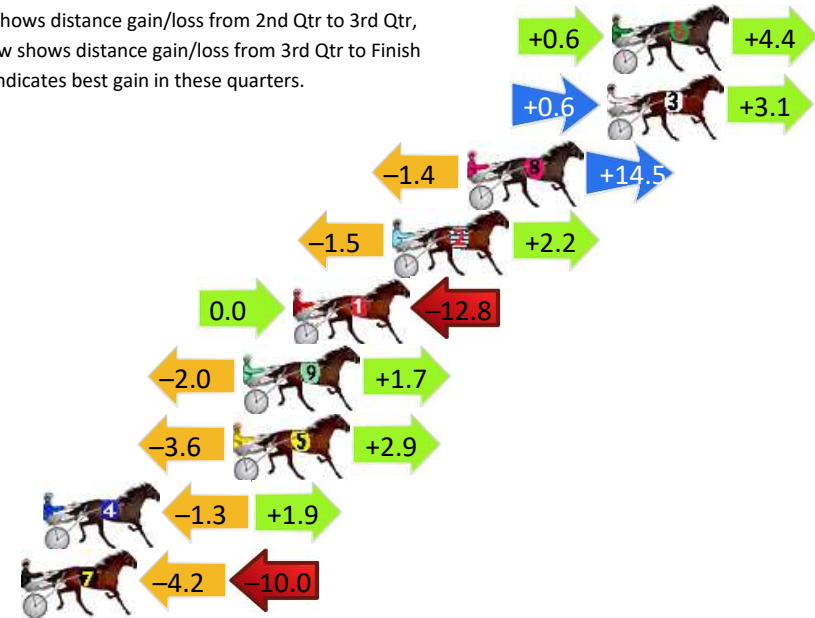 hows distance gain/loss from 2nd Qtr to 3rd Qtr,
w shows distance gain/loss from 3rd Qtr to Finish
ndicates best gain in these quarters.
+0.6 6 +4.4
+0.6 3 +3.1
–1.4 8 +14.5
–1.5 2 +2.2
0.0 1 –12.8
–2.0 9 +1.7
–3.6 5 +2.9
4 –1.3 +1.9
7 –4.2 –10.0